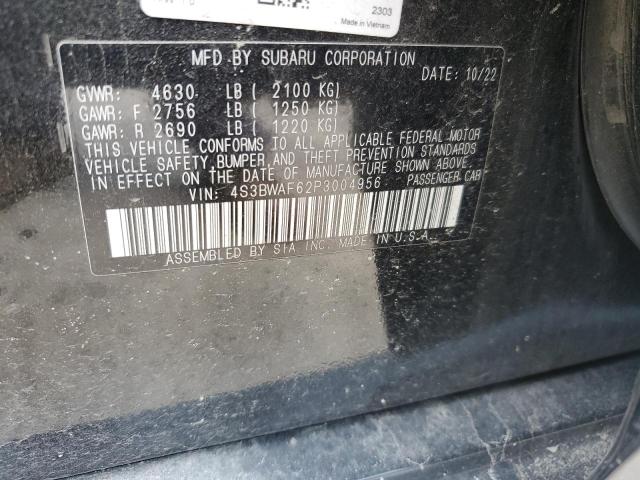 2303
Made in Vietnam
MFD BY SUBARU CORPORATION
DATE: 10/22
GVWR: 4630 LB ( 2100 KG)
GAWR: F 2756 LB ( 1250 KG)
GAWR: R 2690 LB ( 1220 KG)
THIS VEHICLE CONFORMS TO ALL APPLICABLE FEDERAL MOTOR
VEHICLE SAFETY, BUMPER, AND THEFT PREVENTION STANDARDS
IN EFFECT ON THE DATE OF MANUFACTURE SHOWN ABOVE.
VIN: 4S3BWAF62P3004956 PASSENGER CAR
ASSEMBLED BY SIA INC. MADE IN U.S.A.